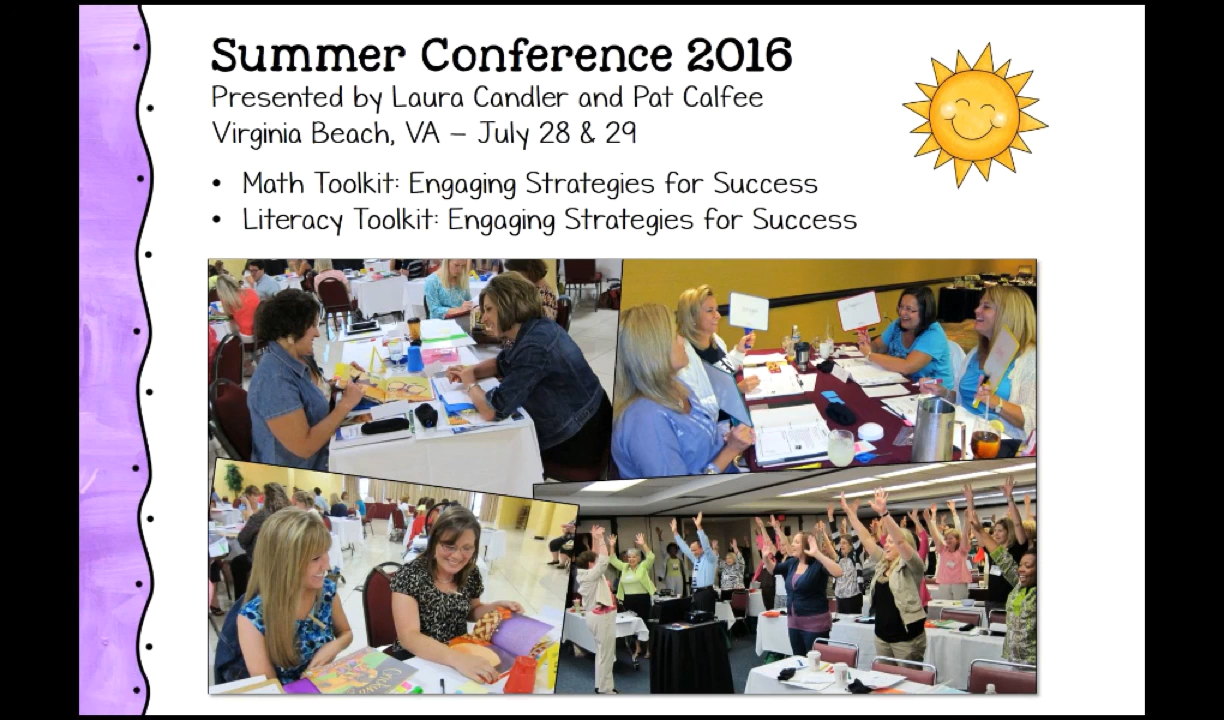 Summer Conference 2016
Presented by Laura Candler and Pat Calfee
Virginia Beach, VA – July 28 & 29
• Math Toolkit: Engaging Strategies for Success
• Literacy Toolkit: Engaging Strategies for Success